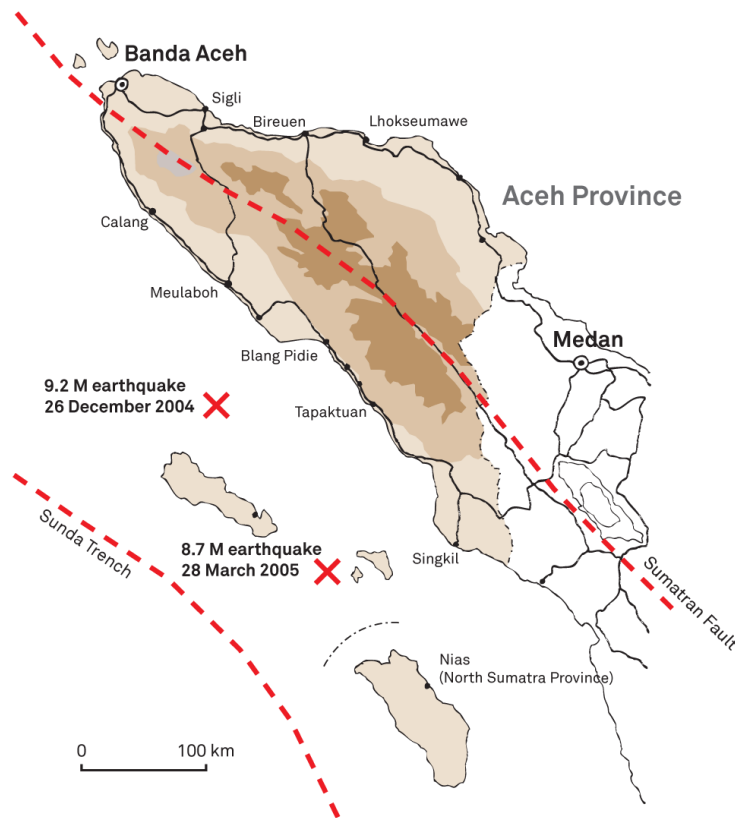 Banda Aceh
Sigli
Bireuen
Lhokseumawe
Aceh Province
Calang
Meulaboh
Medan
Blang Pidie
9.2 M earthquake
26 December 2004
Tapaktuan
Sunda Trench
8.7 M earthquake
28 March 2005
Singkil
Sumatran Fault
Nias
(North Sumatra Province)
0 100 km